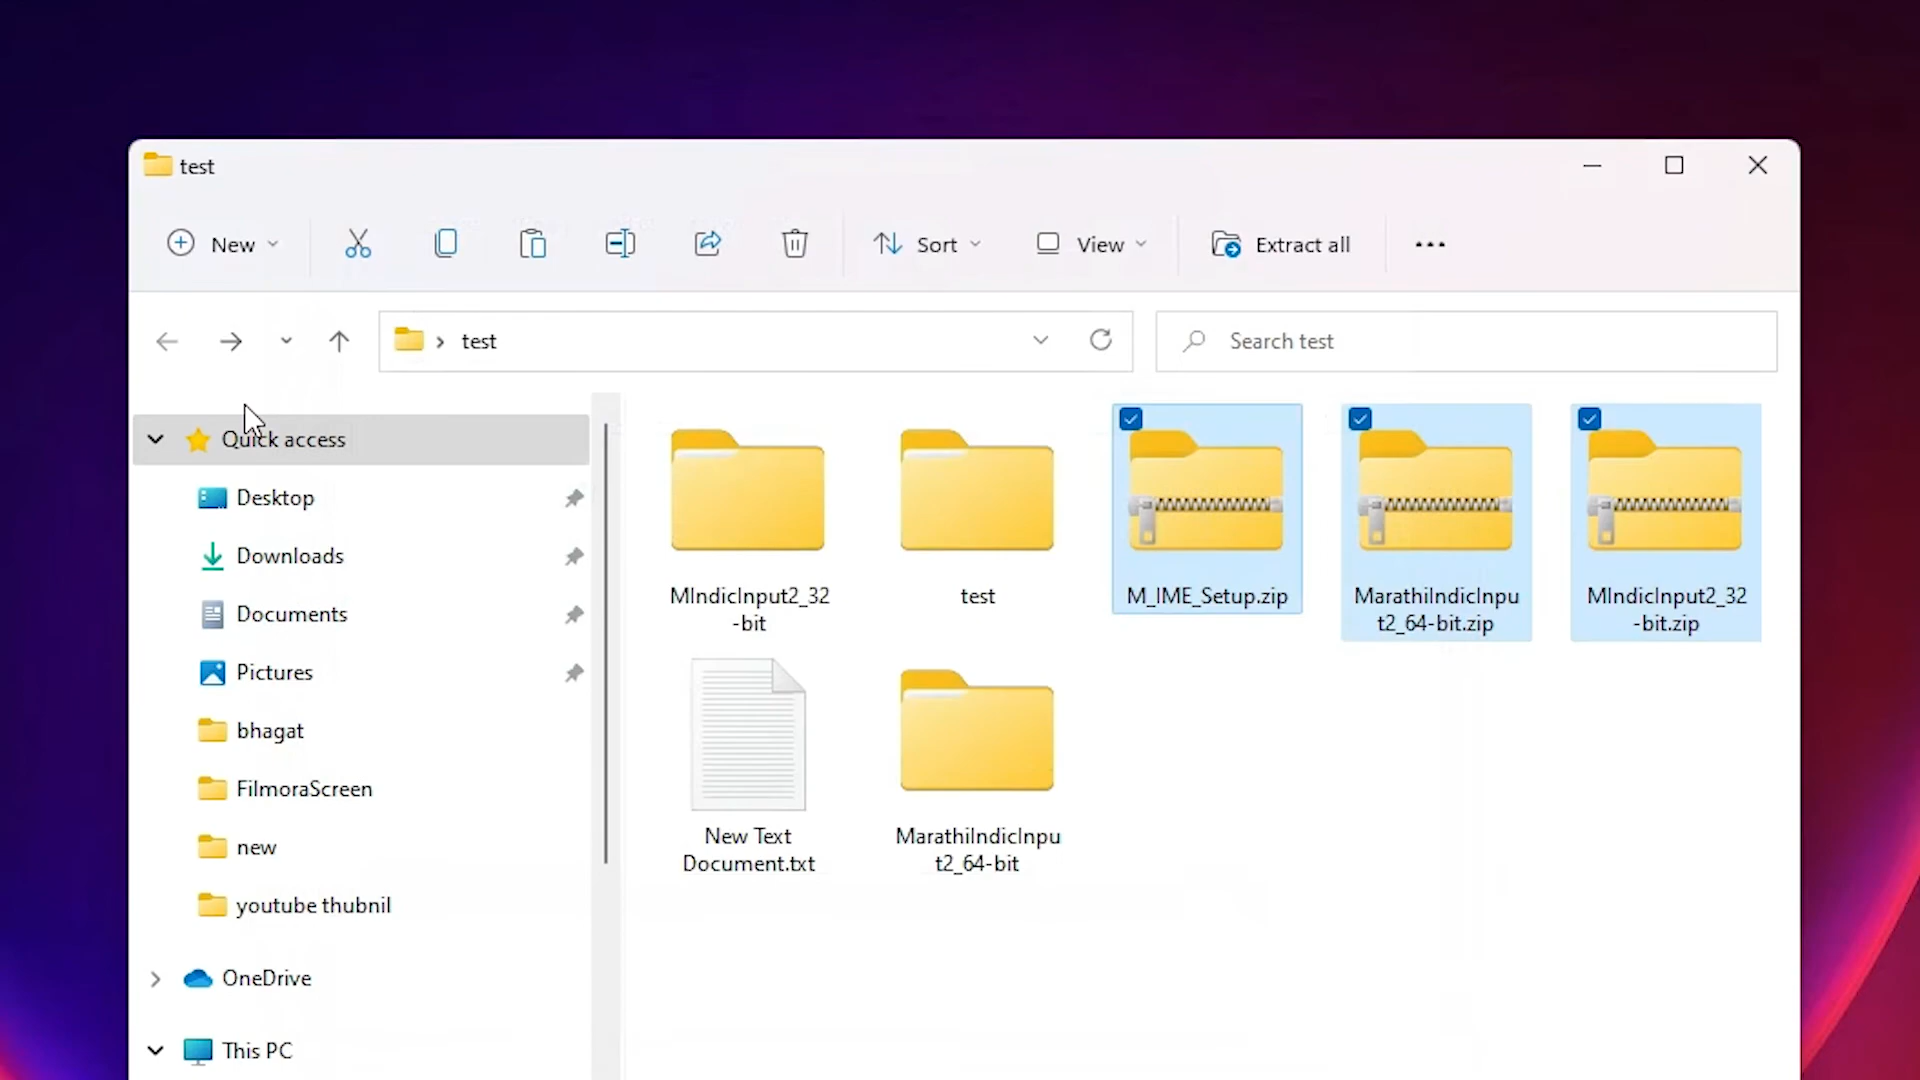 test
New
Sort
View
Extract all
test
Search test
Quick access
Desktop
Downloads
Documents
Pictures
bhagat
FilmoraScreen
new
youtube thubnil
OneDrive
This PC
MIndicInput2_32
-bit
test
M_IME_Setup.zip
MarathiIndicInpu
t2_64-bit.zip
MIndicInput2_32
-bit.zip
New Text
Document.txt
MarathiIndicInpu
t2_64-bit